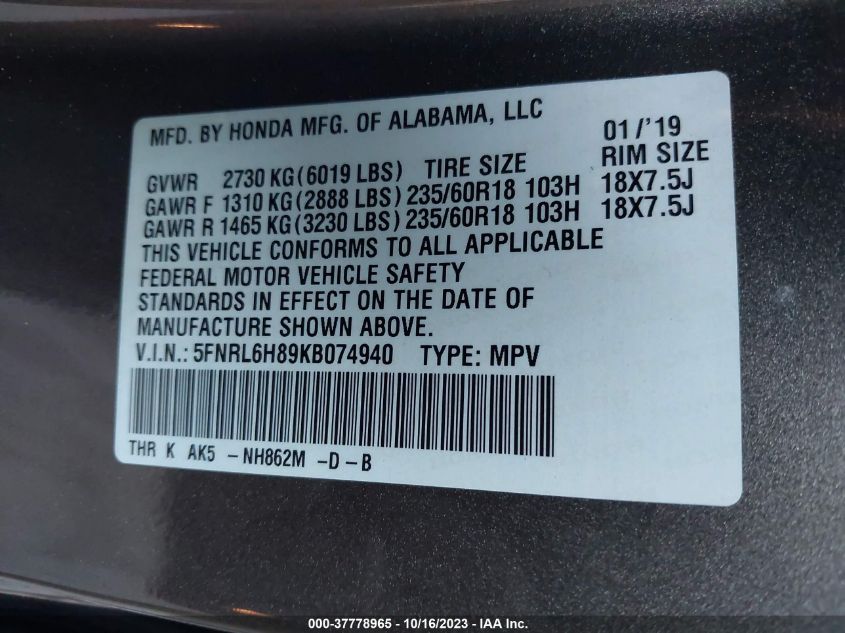 MFD. BY HONDA MFG. OF ALABAMA, LLC 01/'19
GVWR 2730 KG(6019 LBS) TIRE SIZE RIM SIZE
GAWR F 1310 KG(2888 LBS) 235/60R18 103H 18X7.5J
GAWR R 1465 KG(3230 LBS) 235/60R18 103H 18X7.5J
THIS VEHICLE CONFORMS TO ALL APPLICABLE
FEDERAL MOTOR VEHICLE SAFETY
STANDARDS IN EFFECT ON THE DATE OF
MANUFACTURE SHOWN ABOVE.
V.I.N.: 5FNRL6H89KB074940 TYPE: MPV
THR K AK5 -NH862M -D-B
000-37778965 - 10/16/2023 - IAA Inc.